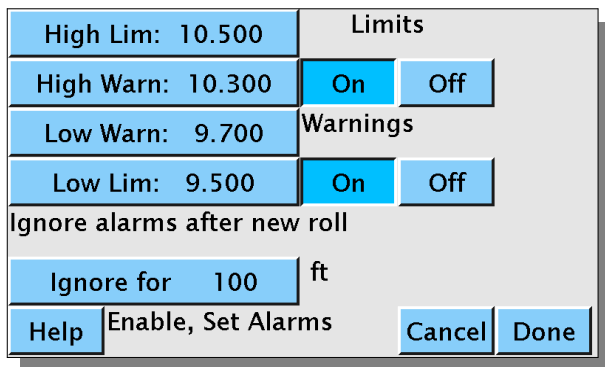 High Lim: 10.500 Limits
High Warn: 10.300 On Off
Low Warn: 9.700 Warnings
Low Lim: 9.500 On Off
Ignore alarms after new roll
Ignore for 100 ft
Help Enable, Set Alarms Cancel Done